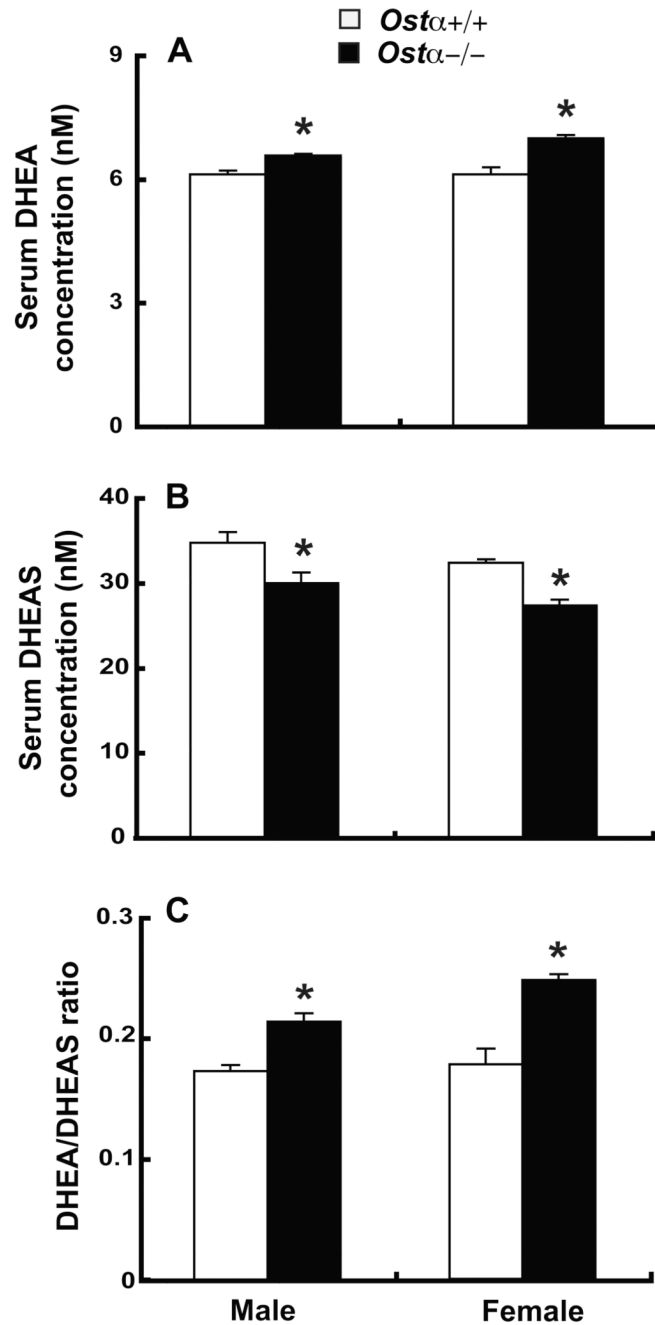 Ostα+/+
Ostα−/−
A
9
6
3
0
Serum DHEA
concentration (nM)
*
*
B
40
30
20
10
0
Serum DHEAS
concentration (nM)
*
*
C
0.3
0.2
0.1
0
DHEA/DHEAS ratio
*
*
Male
Female